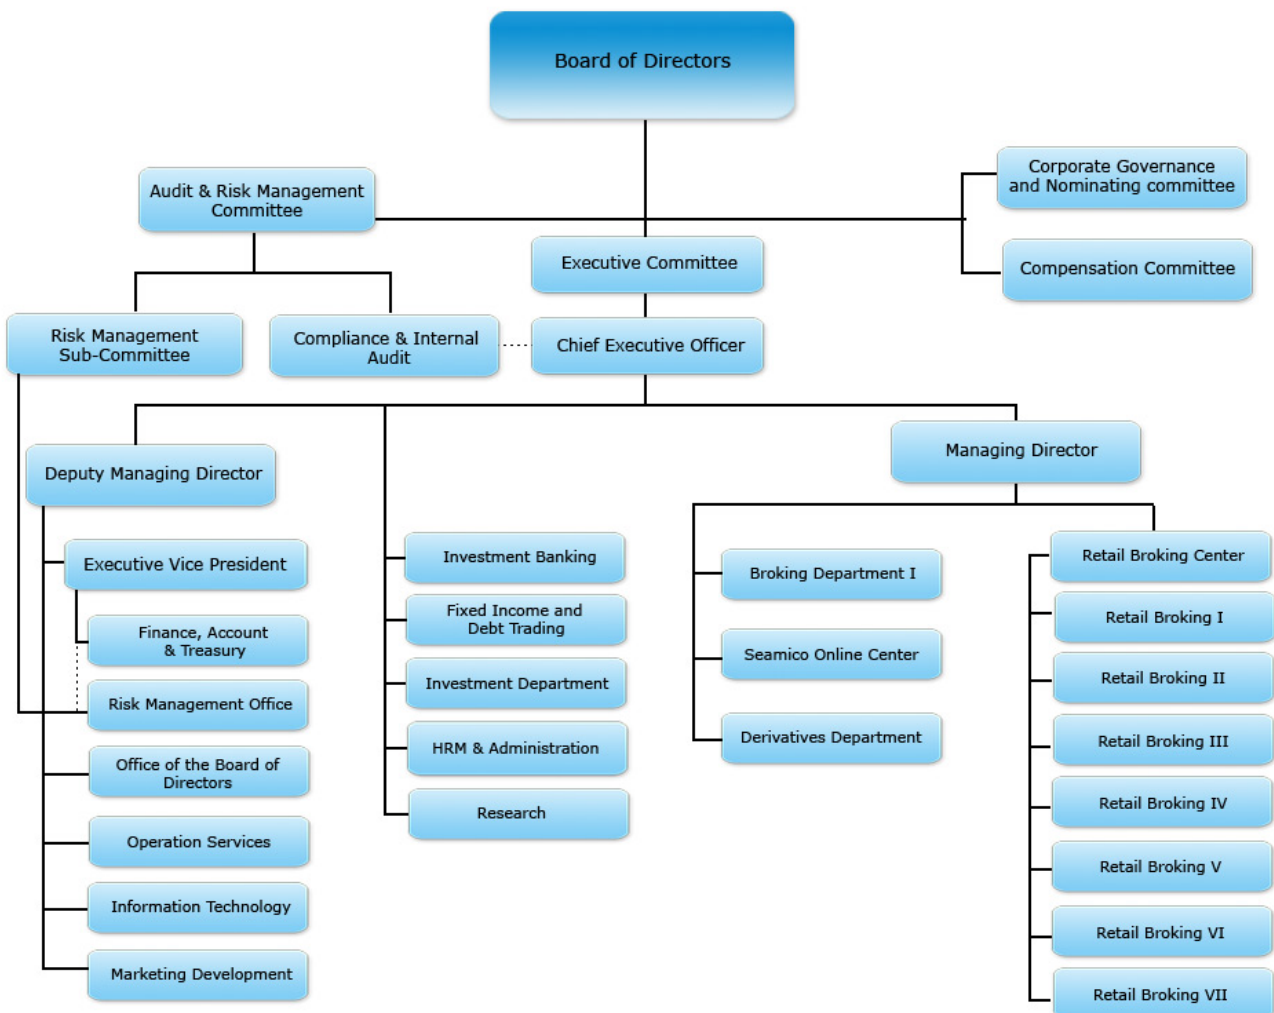 Board of Directors
Audit & Risk Management
Committee
Corporate Governance
and Nominating committee
Executive Committee
Compensation Committee
Risk Management
Sub-Committee
Compliance & Internal
Audit
Chief Executive Officer
Deputy Managing Director
Managing Director
Executive Vice President
Finance, Account
& Treasury
Risk Management Office
Office of the Board of
Directors
Operation Services
Information Technology
Marketing Development
Investment Banking
Fixed Income and
Debt Trading
Investment Department
HRM & Administration
Research
Broking Department I
Seamico Online Center
Derivatives Department
Retail Broking Center
Retail Broking I
Retail Broking II
Retail Broking III
Retail Broking IV
Retail Broking V
Retail Broking VI
Retail Broking VII